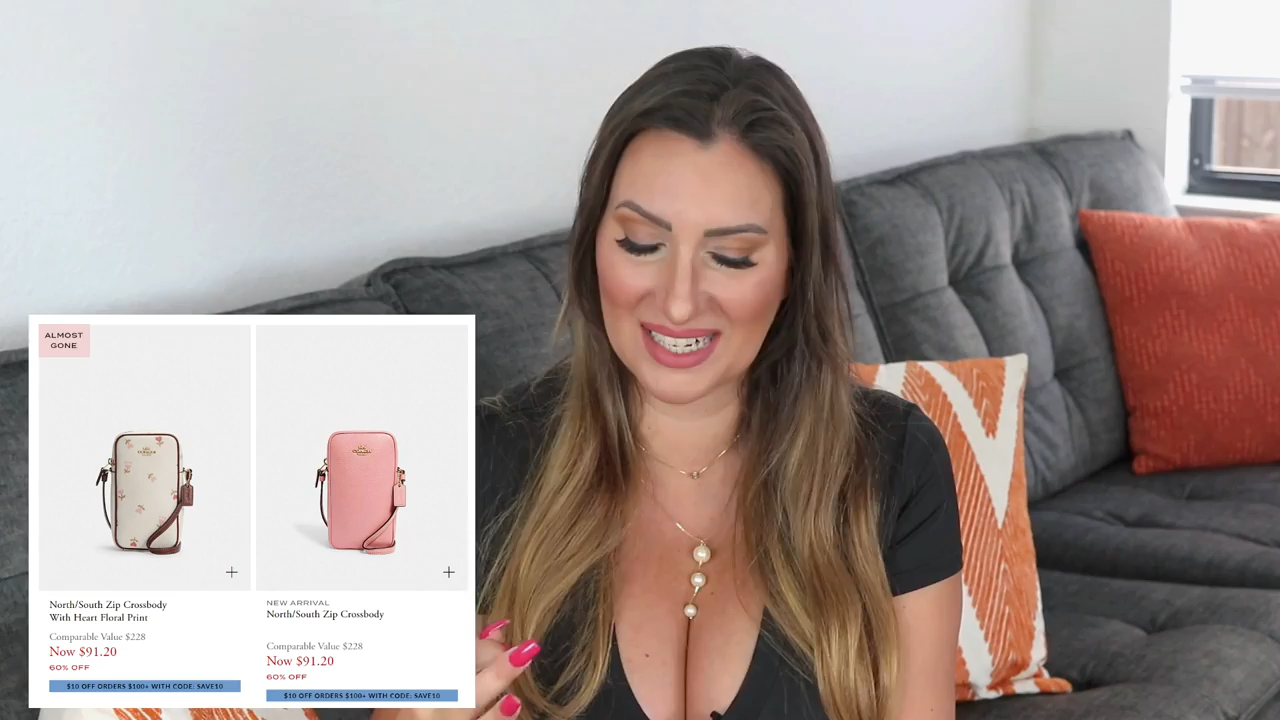 ALMOST
GONE
COACH
COACH
North/South Zip Crossbody
With Heart Floral Print
Comparable Value $228
Now $91.20
60% OFF
$10 OFF ORDERS $100+ WITH CODE: SAVE10
NEW ARRIVAL
North/South Zip Crossbody
Comparable Value $228
Now $91.20
60% OFF
$10 OFF ORDERS $100+ WITH CODE: SAVE10